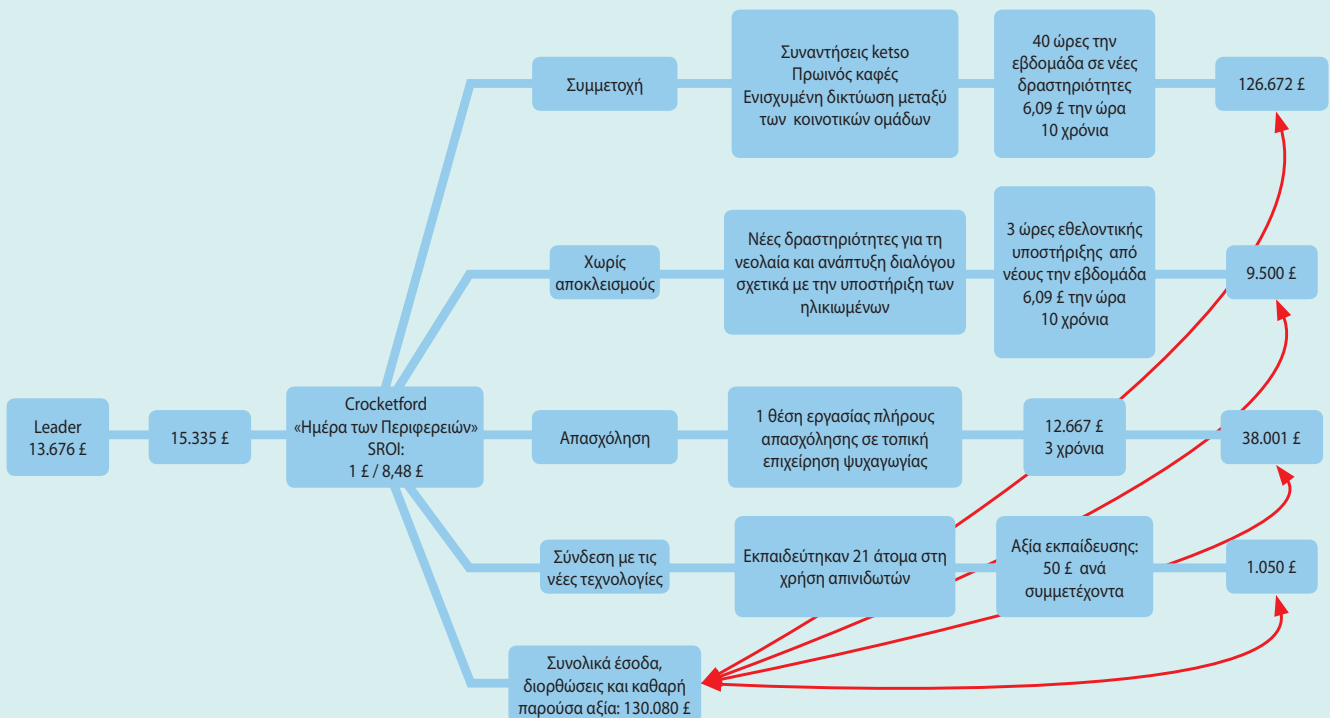 Συμμετοχή
Συναντήσεις ketso
Πρωινός καφές
Ενισχυμένη δικτύωση μεταξύ
των κοινοτικών ομάδων
40 ώρες την
εβδομάδα σε νέες
δραστηριότητες
6,09 £ την ώρα
10 χρόνια
126.672 £
Χωρίς
αποκλεισμούς
Νέες δραστηριότητες για τη
νεολαία και ανάπτυξη διαλόγου
σχετικά με την υποστήριξη των
ηλικιωμένων
3 ώρες εθελοντικής
υποστήριξης από
νέους την εβδομάδα
6,09 £ την ώρα
10 χρόνια
9.500 £
Leader
13.676 £
15.335 £
Crocketford
«Ημέρα των Περιφερειών»
SROI:
1 £ / 8,48 £
Απασχόληση
1 θέση εργασίας πλήρους
απασχόλησης σε τοπική
επιχείρηση ψυχαγωγίας
12.667 £
3 χρόνια
38.001 £
Σύνδεση με τις
νέες τεχνολογίες
Εκπαιδεύτηκαν 21 άτομα στη
χρήση απινιδωτών
Αξία εκπαίδευσης:
50 £ ανά
συμμετέχοντα
1.050 £
Συνολικά έσοδα,
διορθώσεις και καθαρή
παρούσα αξία: 130.080 £